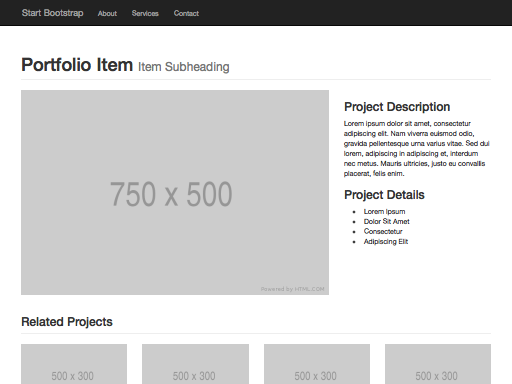 Start Bootstrap About Services Contact
Portfolio Item Item Subheading
750 x 500
Powered by HTML.COM
Project Description
Lorem ipsum dolor sit amet, consectetur
adipiscing elit. Nam viverra euismod odio,
gravida pellentesque urna varius vitae. Sed dui
lorem, adipiscing in adipiscing et, interdum
nec metus. Mauris ultricies, justo eu convallis
placerat, felis enim.
Project Details
• Lorem Ipsum
• Dolor Sit Amet
• Consectetur
• Adipiscing Elit
Related Projects
500 x 300 500 x 300 500 x 300 500 x 300